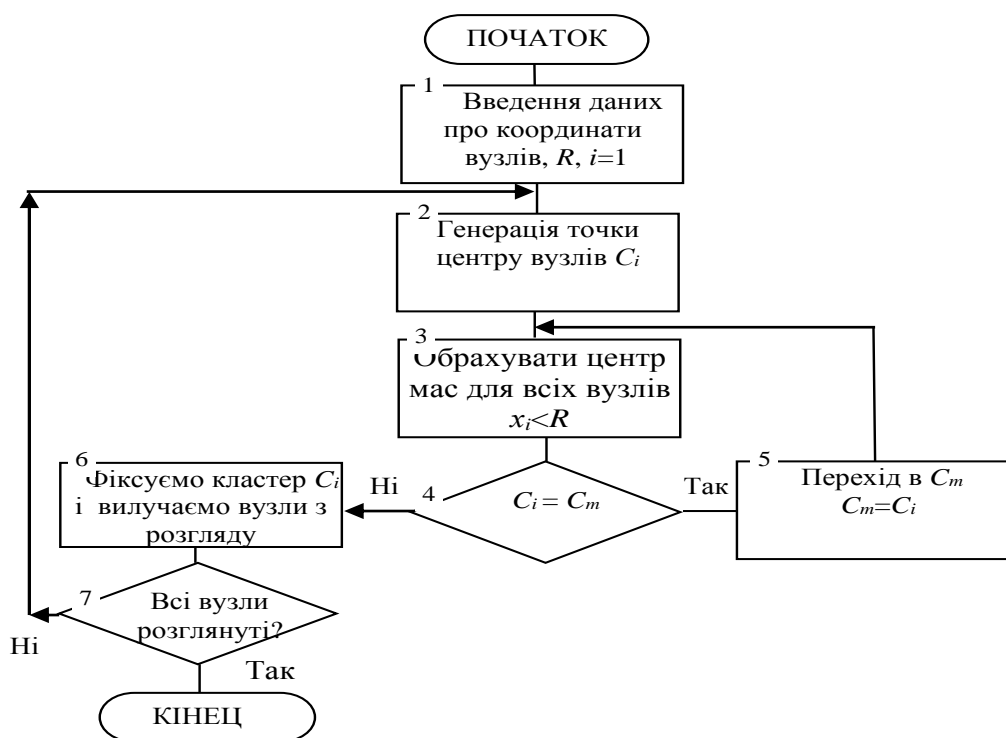 ПОЧАТОК
1
Введення даних
про координати
вузлів, R, i=1
2
Генерація точки
центру вузлів Ci
3
Обрахувати центр
мас для всіх вузлів
xi<R
4
Ci = Cm
Ні
Так
5
Перехід в Cm
Cm=Ci
6
Фіксуємо кластер Ci
і вилучаємо вузли з
розгляду
7
Всі вузли
розглянуті?
Ні
Так
КІНЕЦ